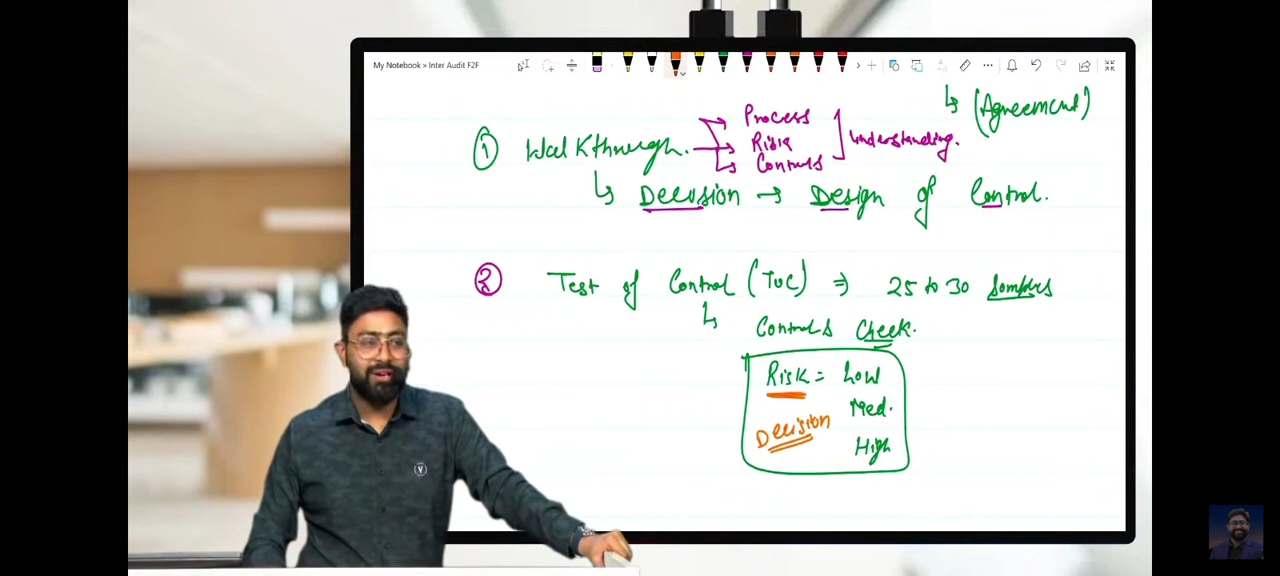 My Notebook » Inter Audit F2F
↳ (Agreement)
① Walkthrough. → Process
→ Risk
→ Controls
] Understanding.
↳ Decision → Design of Control.
② Test of Control (TOC) ⇒ 25 to 30 Samples
↳ Controls Check.
Risk = Low
Med.
Decision
High
V